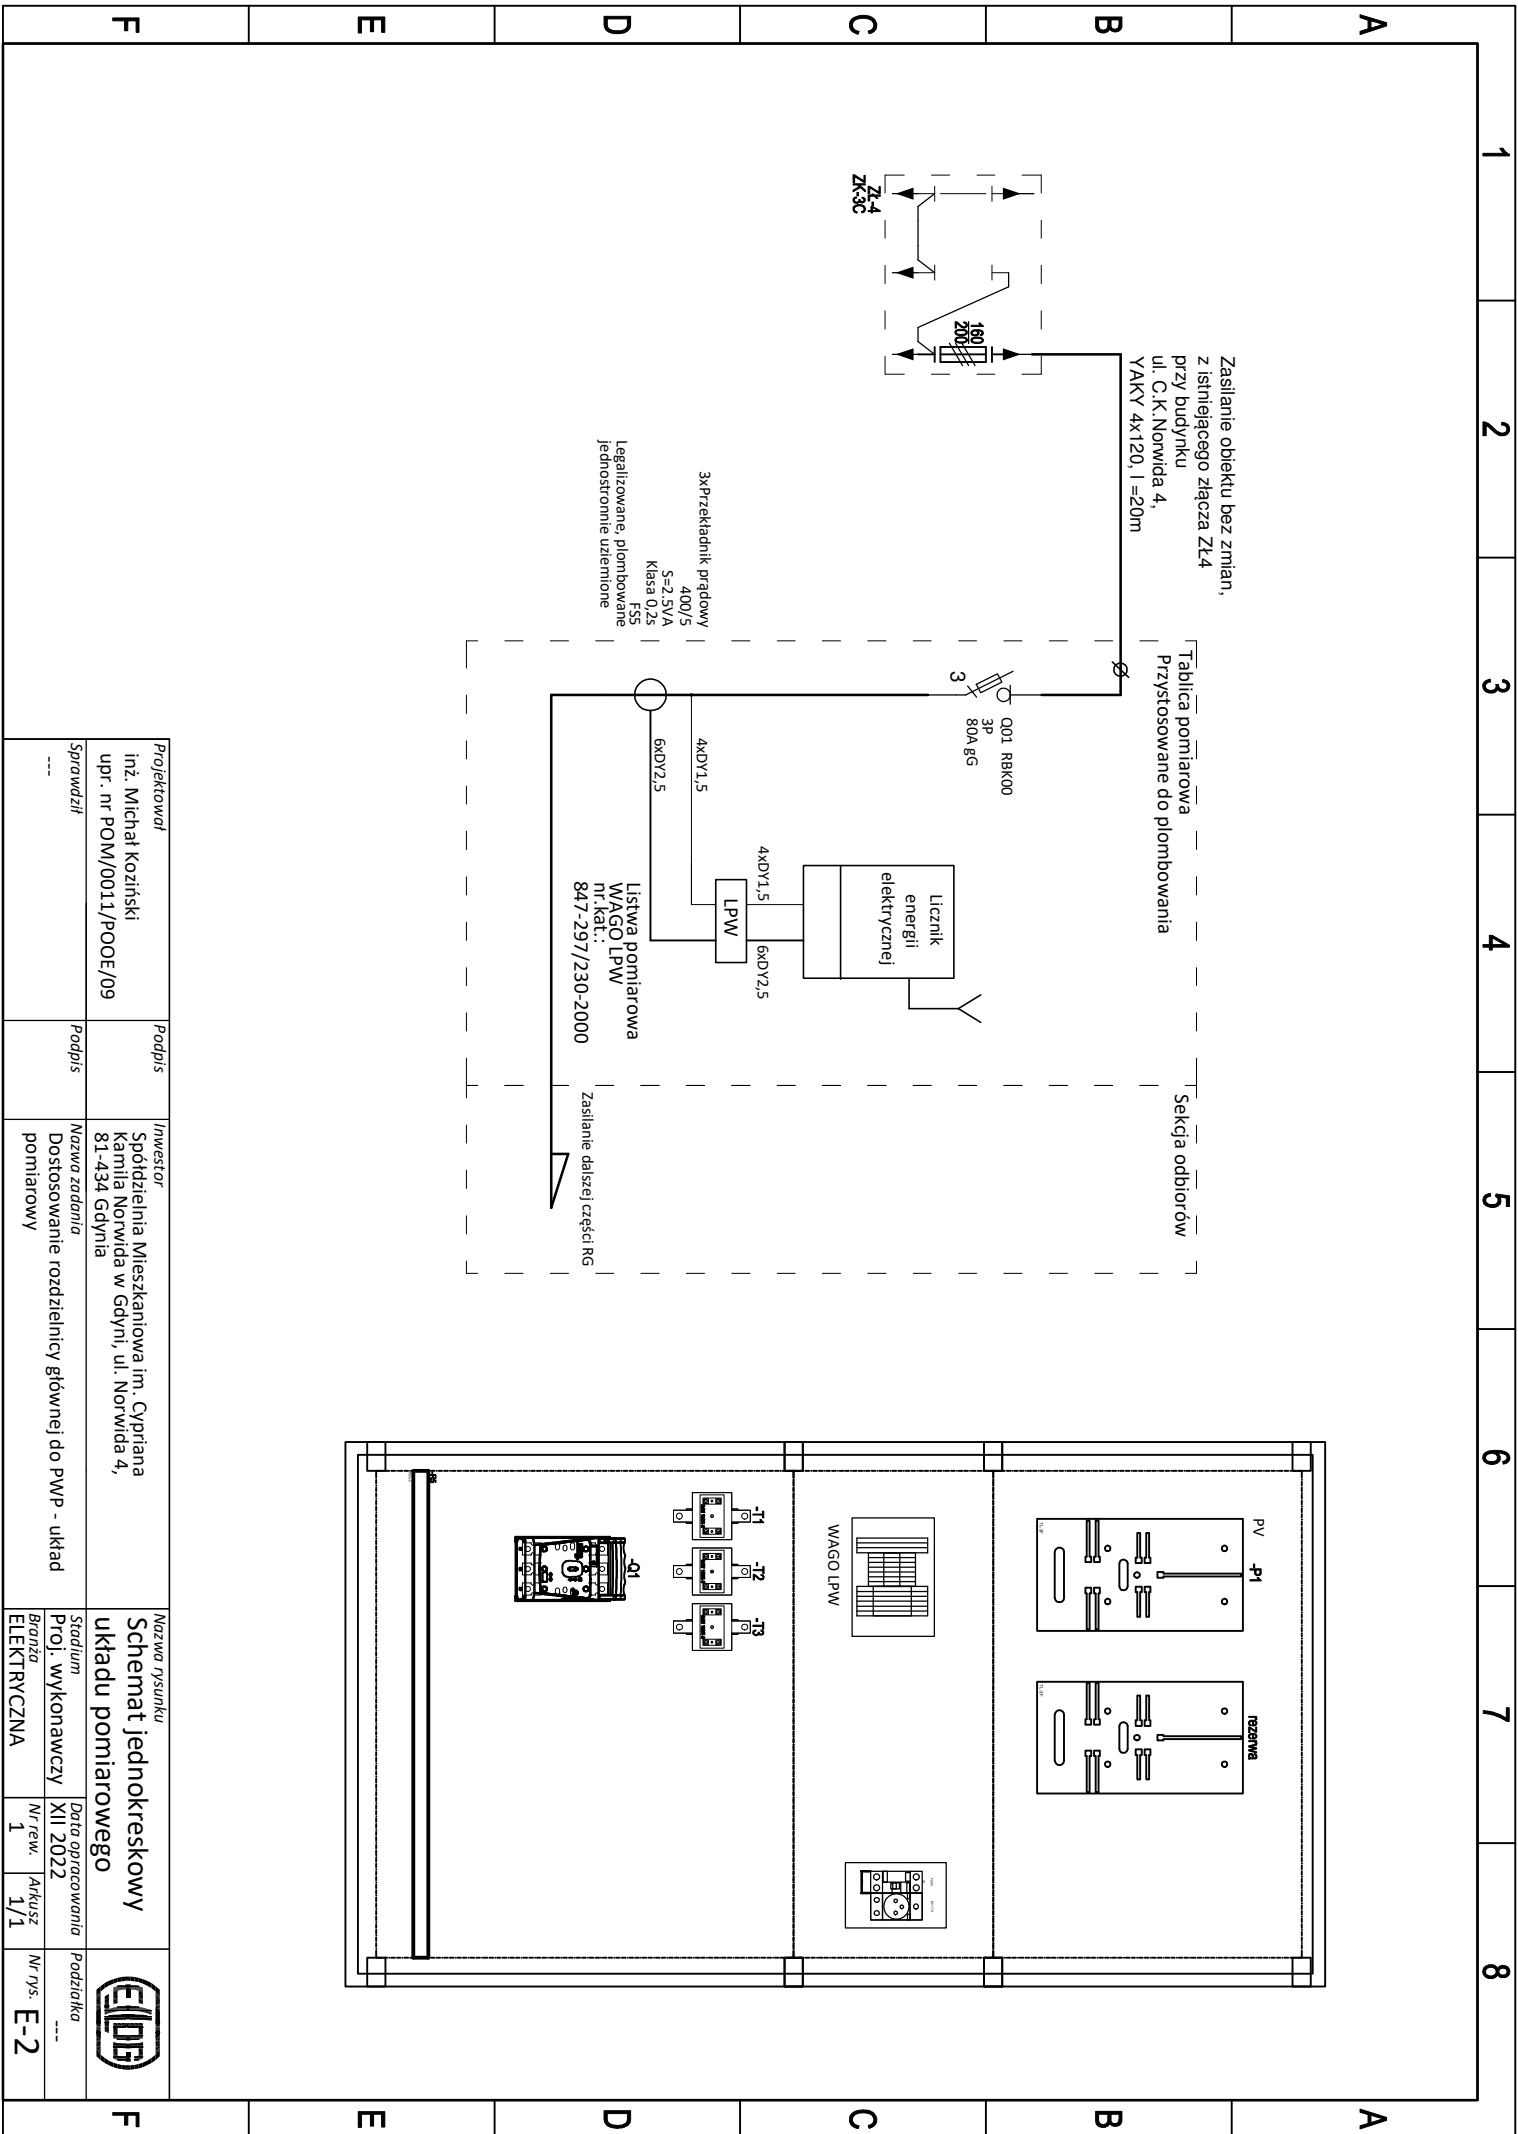 1
2
3
4
5
6
7
8
A
B
C
D
E
F
A
B
C
D
E
F
Zasilanie obiektu bez zmian,
z istniejącego złącza ZŁ4
przy budynku
ul. C.K.Norwida 4,
YAKY 4x120, l =20m
160
200
ZŁ-4
ZK-3C
Tablica pomiarowa
Przystosowane do plombowania
Sekcja odbiorów
Q01 RBK00
3P
80A gG
3
Licznik
energii
elektrycznej
4xDY1,5
6xDY2,5
LPW
4xDY1,5
6xDY2,5
3xPrzekładnik prądowy
400/5
S=2.5VA
Klasa 0,2s
FS5
Legalizowane, plombowane
jednostronnie uziemione
Listwa pomiarowa
WAGO LPW
nr.kat.:
847-297/230-2000
Zasilanie dalszej części RG
PV
-P1
rezerwa
WAGO LPW
-T1
-T2
-T3
-Q1
Projektował
inż. Michał Koziński
upr. nr POM/0011/POOE/09
Podpis
Sprawdził
---
Podpis
Inwestor
Spółdzielnia Mieszkaniowa im. Cypriana
Kamila Norwida w Gdyni, ul. Norwida 4,
81-434 Gdynia
Nazwa zadania
Dostosowanie rozdzielnicy głównej do PWP - układ
pomiarowy
Nazwa rysunku
Schemat jednokreskowy
układu pomiarowego
Stadium
Proj. wykonawczy
Data opracowania
XII 2022
Podziałka
---
Branża
ELEKTRYCZNA
Nr rew.
1
Arkusz
1/1
Nr rys.
E-2